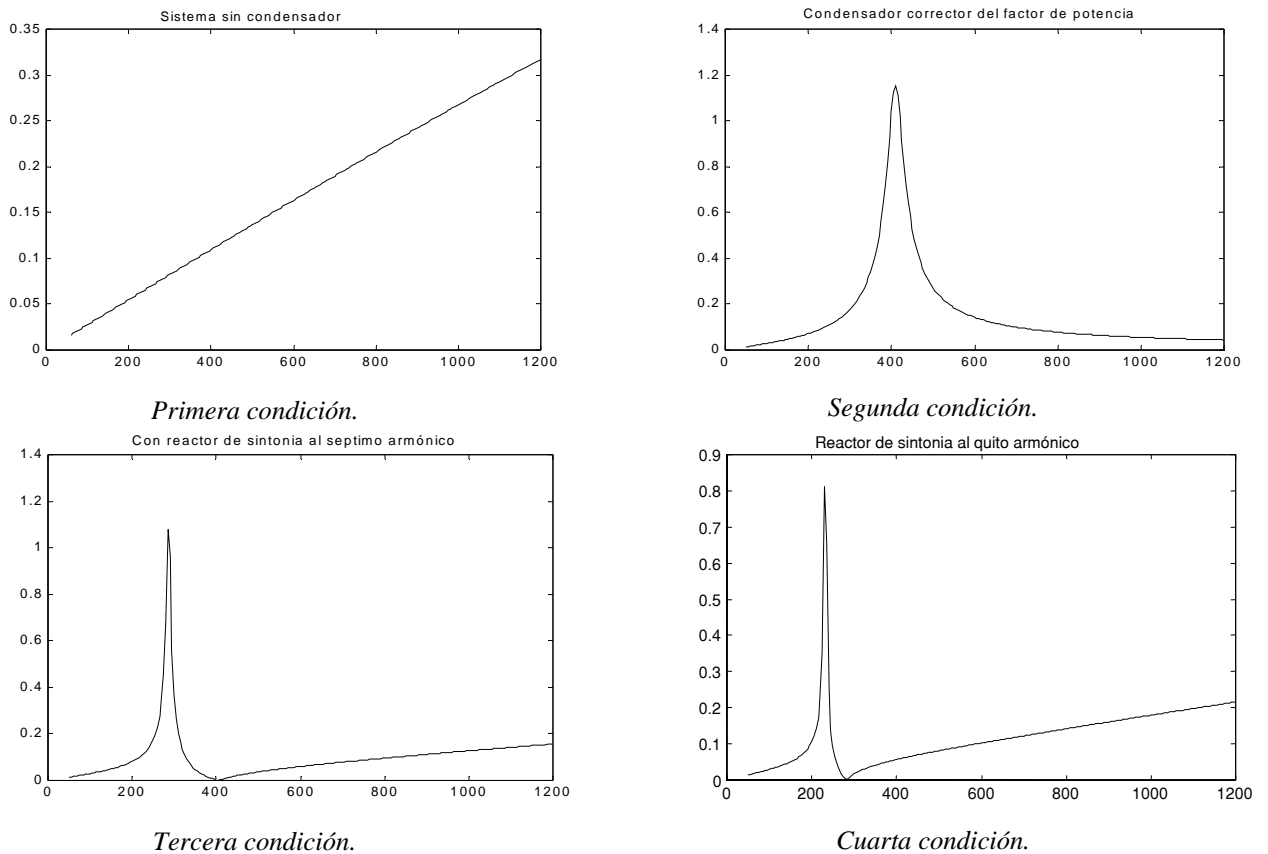 Sistema sin condensador
0.35
0.3
0.25
0.2
0.15
0.1
0.05
0
0 200 400 600 800 1000 1200
Primera condición.
Condensador corrector del factor de potencia
1.4
1.2
1
0.8
0.6
0.4
0.2
0
0 200 400 600 800 1000 1200
Segunda condición.
Con reactor de sintonia al septimo armónico
1.4
1.2
1
0.8
0.6
0.4
0.2
0
0 200 400 600 800 1000 1200
Tercera condición.
Reactor de sintonia al quito armónico
0.9
0.8
0.7
0.6
0.5
0.4
0.3
0.2
0.1
0
0 200 400 600 800 1000 1200
Cuarta condición.